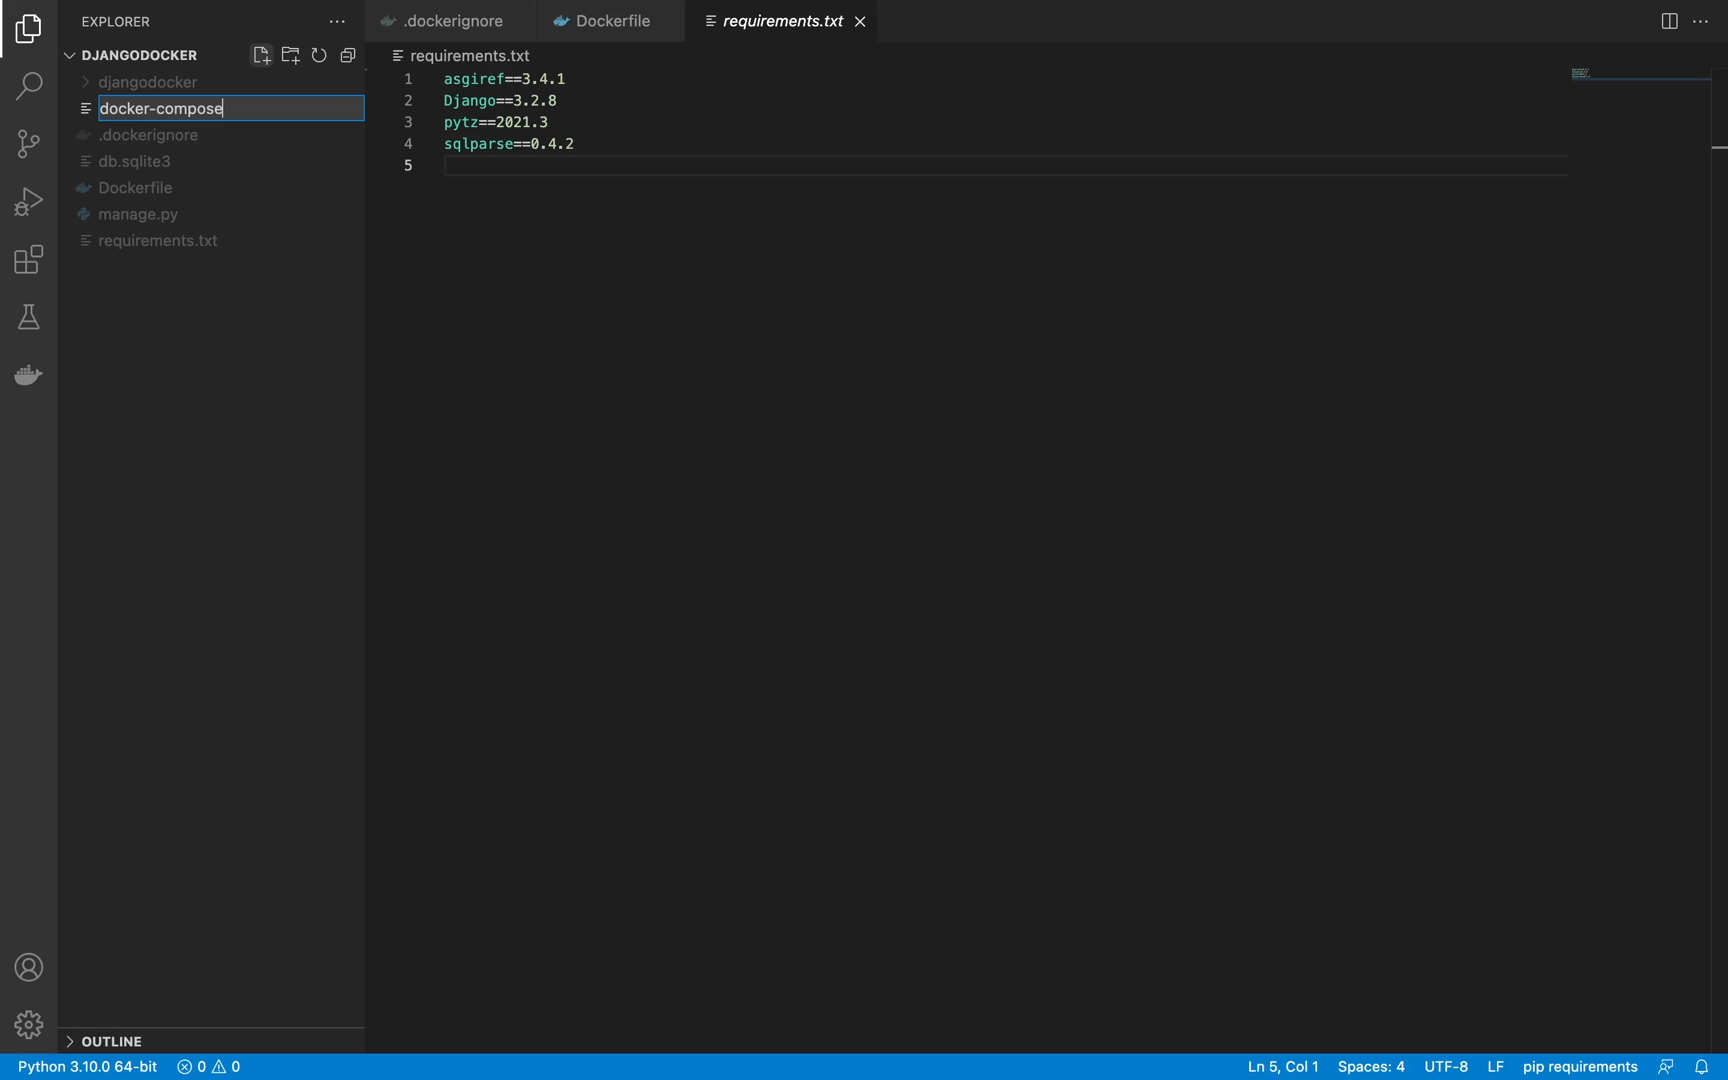 EXPLORER
DJANGODOCKER
djangodocker
docker-compose
.dockerignore
db.sqlite3
Dockerfile
manage.py
requirements.txt
OUTLINE
.dockerignore
Dockerfile
requirements.txt
requirements.txt
1 asgiref==3.4.1
2 Django==3.2.8
3 pytz==2021.3
4 sqlparse==0.4.2
5
Python 3.10.0 64-bit 0 0 Ln 5, Col 1 Spaces: 4 UTF-8 LF pip requirements